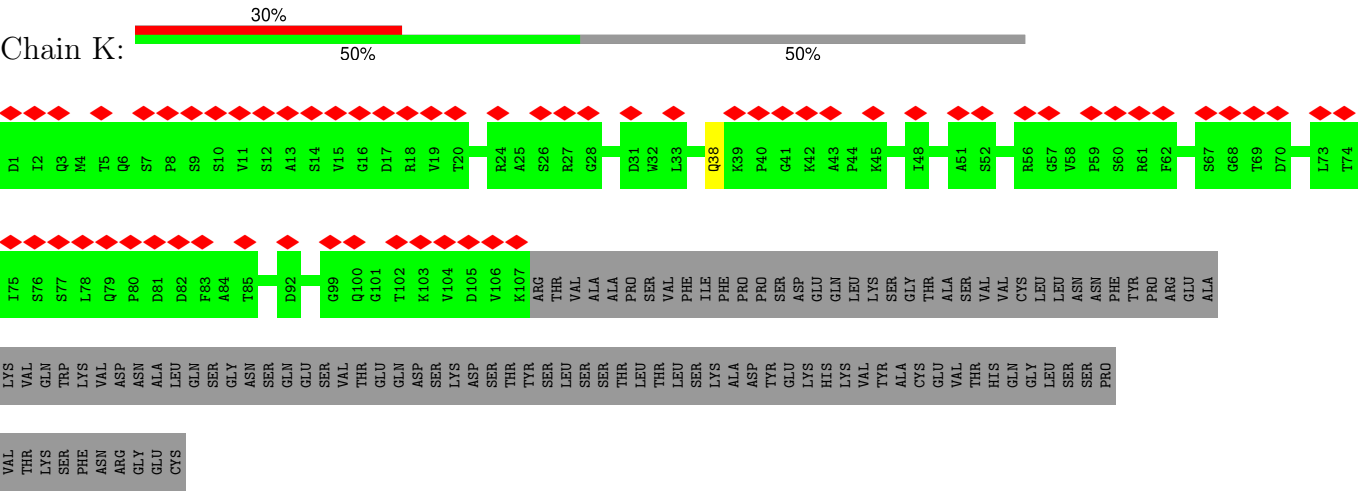 30%
Chain K:
50% 50%
D1 I2 Q3 M4 T5 Q6 S7 P8 S9 S10 V11 S12 A13 S14 V15 G16 D17 R18 V19 T20 R24 A25 S26 R27 G28 D31 W32 L33 Q38 K39 P40 G41 K42 A43 P44 K45 I48 A51 S52 R56 G57 V58 P59 S60 R61 F62 S67 G68 T69 D70 L73 T74
I75 S76 S77 L78 Q79 P80 D81 D82 F83 A84 T85 D92 G99 Q100 G101 T102 K103 V104 D105 V106 K107 ARG THR VAL ALA ALA PRO SER VAL PHE ILE PHE PRO PRO SER ASP GLU GLN LEU LYS SER GLY THR ALA SER VAL VAL CYS LEU LEU ASN ASN PHE TYR PRO ARG GLU ALA
LYS VAL GLN TRP LYS VAL ASP ASN ALA LEU GLN SER GLY ASN SER GLN GLU SER VAL THR GLU GLN ASP SER LYS ASP SER THR TYR SER LEU SER SER THR LEU THR LEU SER LYS ALA ASP TYR GLU LYS HIS LYS VAL TYR ALA CYS GLU VAL THR HIS GLN GLY LEU SER SER PRO
VAL THR LYS SER PHE ASN ARG GLY GLU CYS